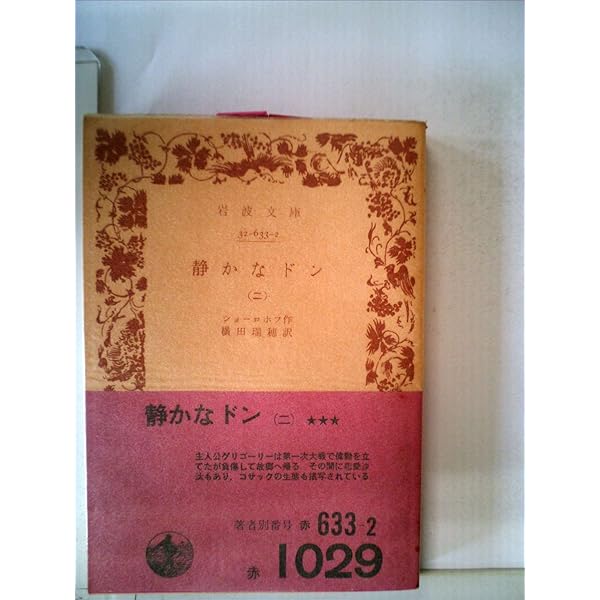 岩波文庫
32-633-2
静かなドン
(二)
ショーロホフ作
横田瑞穂訳
静かなドン (二) ★★★
主人公グリゴーリーは第一次大戦で偉勲を立
てたが負傷して故郷へ帰る その間に恋愛沙
汰もあり,コサックの生態も描写されている
著者別番号 赤 633-2
赤 1029